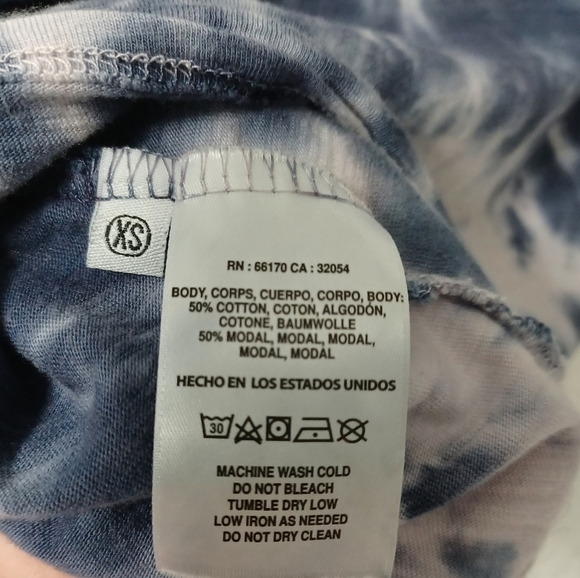 XS
RN : 66170 CA : 32054
BODY, CORPS, CUERPO, CORPO, BODY:
50% COTTON, COTON, ALGODÓN,
COTONE, BAUMWOLLE
50% MODAL, MODAL, MODAL,
MODAL, MODAL
HECHO EN LOS ESTADOS UNIDOS
30
MACHINE WASH COLD
DO NOT BLEACH
TUMBLE DRY LOW
LOW IRON AS NEEDED
DO NOT DRY CLEAN